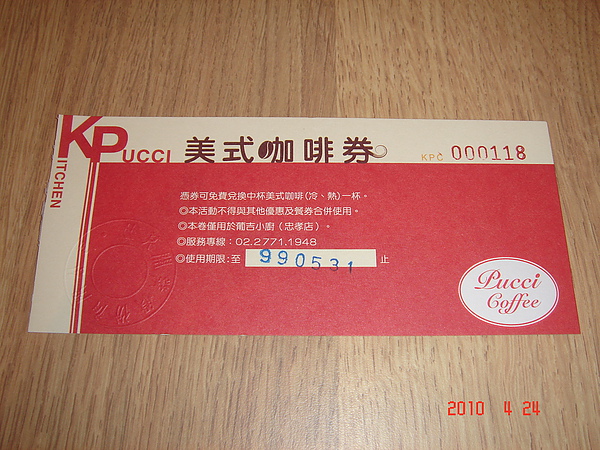 KPUCCI 美式咖啡券 KPC 000118
ITCHEN
憑券可免費兌換中杯美式咖啡(冷、熱)一杯。
◎本活動不得與其他優惠及餐券合併使用。
◎本卷僅用於葡吉小廚(忠孝店)。
◎服務專線：02.2771.1948
◎使用期限：至 990531 止
Pucci
Coffee
2010 4 24